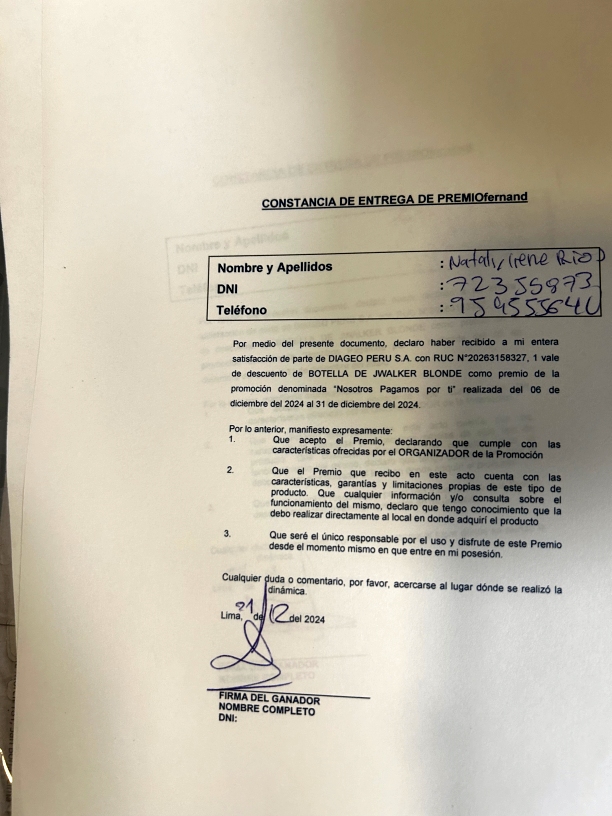 CONSTANCIA DE ENTREGA DE PREMIOfernand
Nombre y Apellidos : Nataly Irene Rios
DNI : 72355873
Teléfono : 959555640
Por medio del presente documento, declaro haber recibido a mi entera
satisfacción de parte de DIAGEO PERU S.A. con RUC N°20263158327, 1 vale
de descuento de BOTELLA DE JWALKER BLONDE como premio de la
promoción denominada "Nosotros Pagamos por ti" realizada del 06 de
diciembre del 2024 al 31 de diciembre del 2024.
Por lo anterior, manifiesto expresamente:
1. Que acepto el Premio, declarando que cumple con las
características ofrecidas por el ORGANIZADOR de la Promoción
2. Que el Premio que recibo en este acto cuenta con las
características, garantías y limitaciones propias de este tipo de
producto. Que cualquier información y/o consulta sobre el
funcionamiento del mismo, declaro que tengo conocimiento que la
debo realizar directamente al local en donde adquirí el producto
3. Que seré el único responsable por el uso y disfrute de este Premio
desde el momento mismo en que entre en mi posesión.
Cualquier duda o comentario, por favor, acercarse al lugar dónde se realizó la
dinámica.
Lima, 21 de 12 del 2024
FIRMA DEL GANADOR
NOMBRE COMPLETO
DNI: